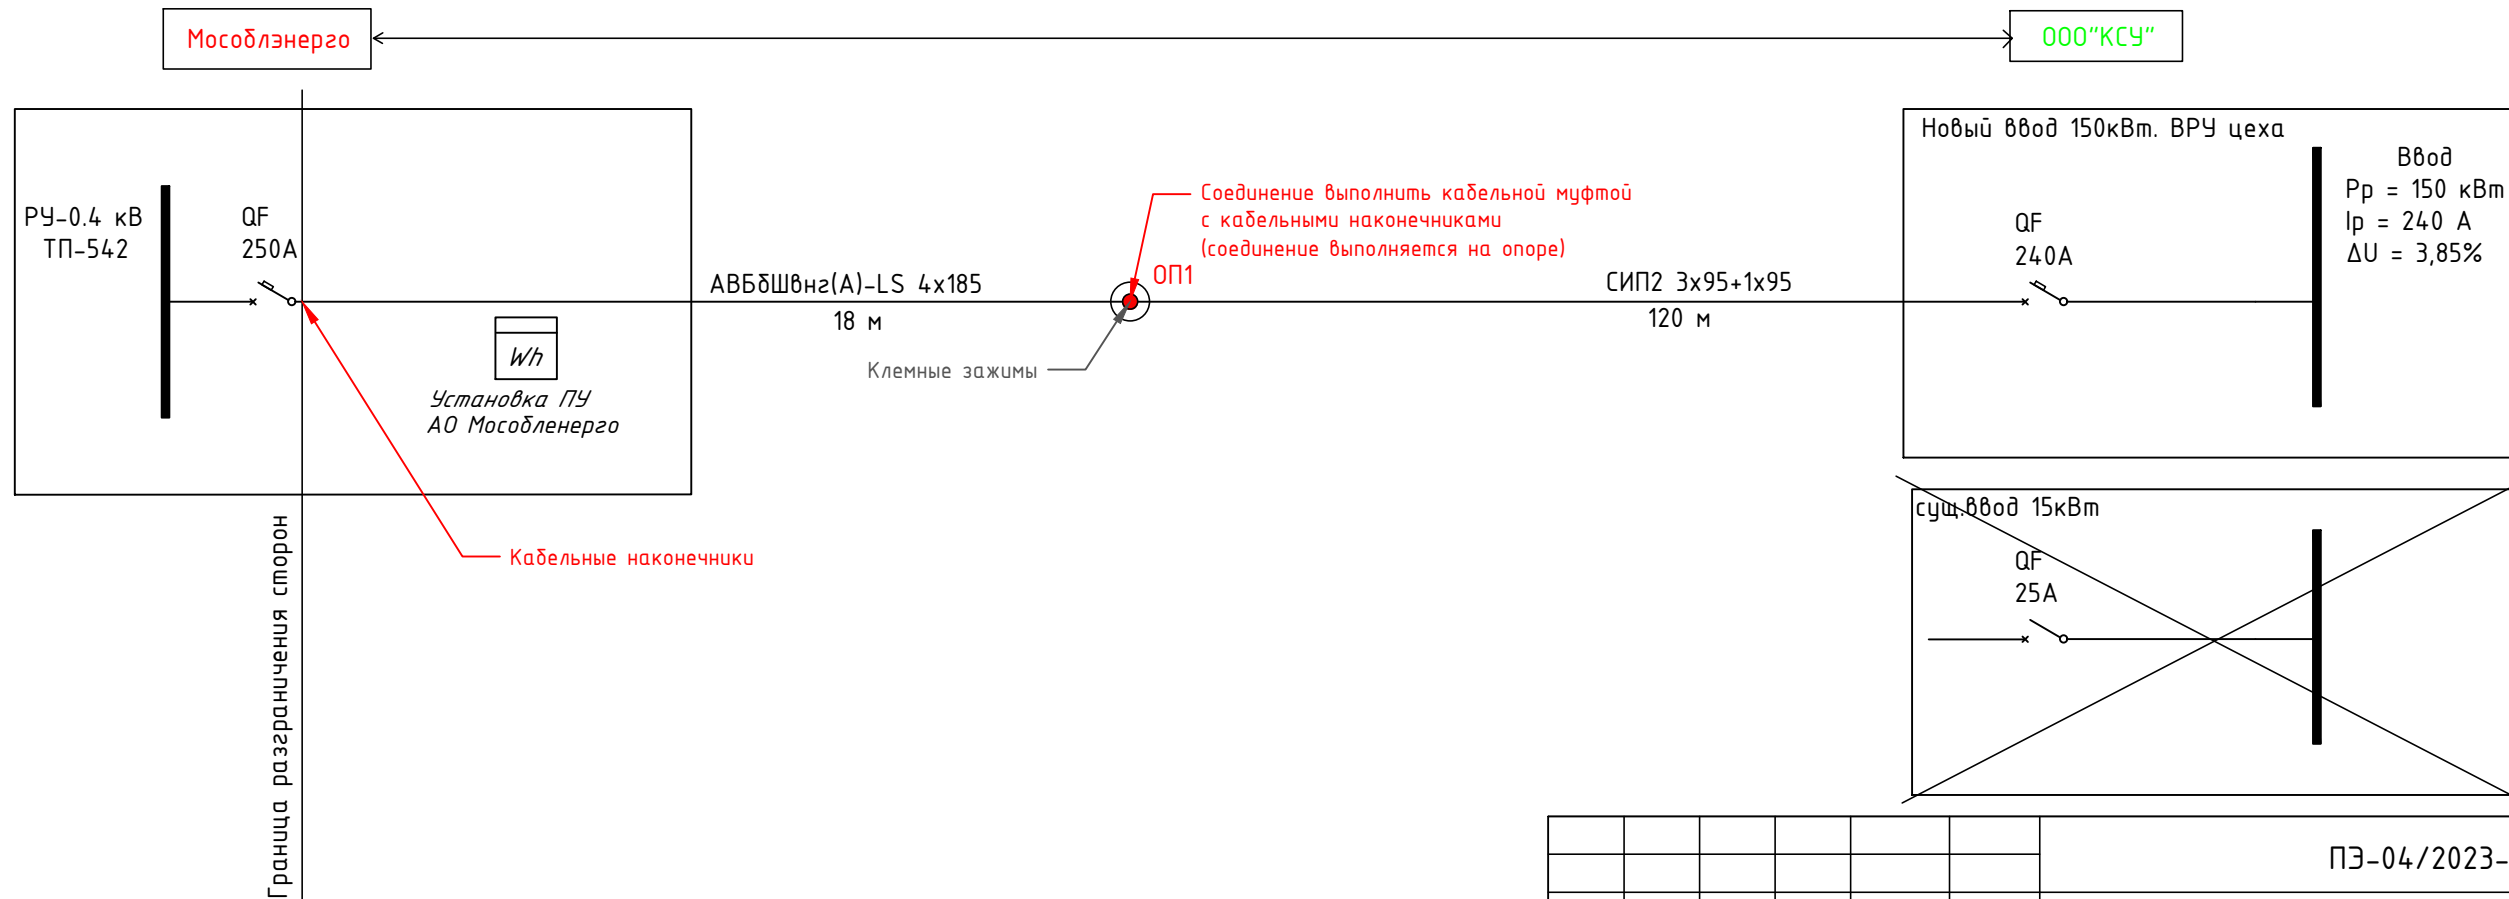 Мособлэнерго
ООО"КСУ"
РУ-0.4 кВ
ТП-542
QF
250А
Wh
Установка ПУ
АО Мособленерго
АВБбШвнг(А)-LS 4х185
18 м
Соединение выполнить кабельной муфтой
с кабельными наконечниками
(соединение выполняется на опоре)
ОП1
Клемные зажимы
СИП2 3х95+1х95
120 м
Новый ввод 150кВт. ВРУ цеха
QF
240А
Ввод
Pp = 150 кВт
Ip = 240 А
ΔU = 3,85%
Кабельные наконечники
Граница разграничения сторон
сущ.ввод 15кВт
QF
25А
ПЭ-04/2023-